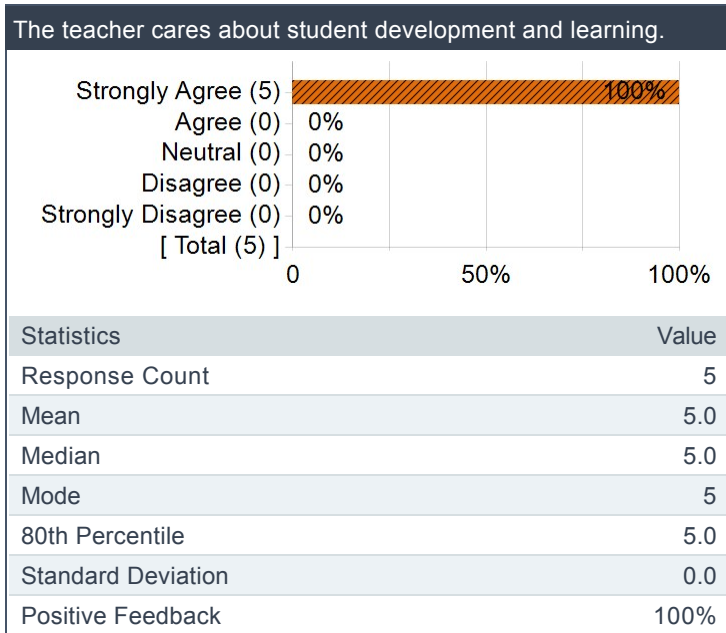 The teacher cares about student development and learning.
Strongly Agree (5) 100%
Agree (0) 0%
Neutral (0) 0%
Disagree (0) 0%
Strongly Disagree (0) 0%
[ Total (5) ]
0 50% 100%
Statistics Value
Response Count 5
Mean 5.0
Median 5.0
Mode 5
80th Percentile 5.0
Standard Deviation 0.0
Positive Feedback 100%